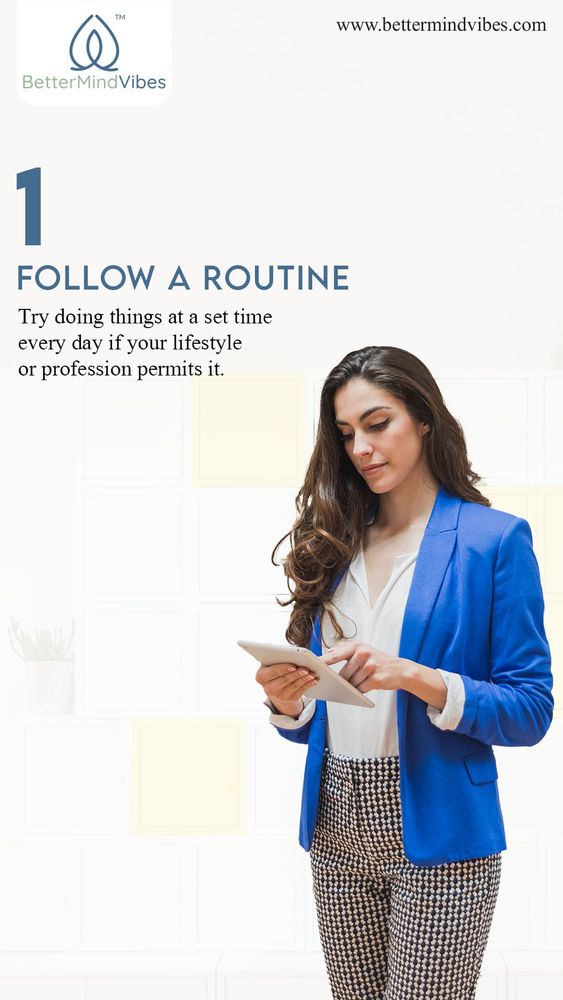 ™
BetterMindVibes
www.bettermindvibes.com
1
FOLLOW A ROUTINE
Try doing things at a set time
every day if your lifestyle
or profession permits it.